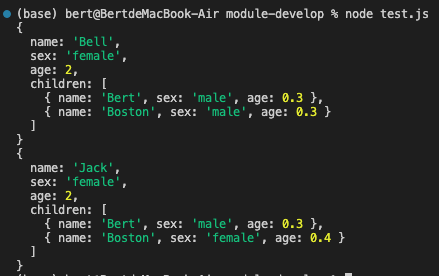 (base) bert@BertdeMacBook-Air module-develop % node test.js
{
  name: 'Bell',
  sex: 'female',
  age: 2,
  children: [
    { name: 'Bert', sex: 'male', age: 0.3 },
    { name: 'Boston', sex: 'male', age: 0.3 }
  ]
}
{
  name: 'Jack',
  sex: 'female',
  age: 2,
  children: [
    { name: 'Bert', sex: 'male', age: 0.3 },
    { name: 'Boston', sex: 'female', age: 0.4 }
  ]
}